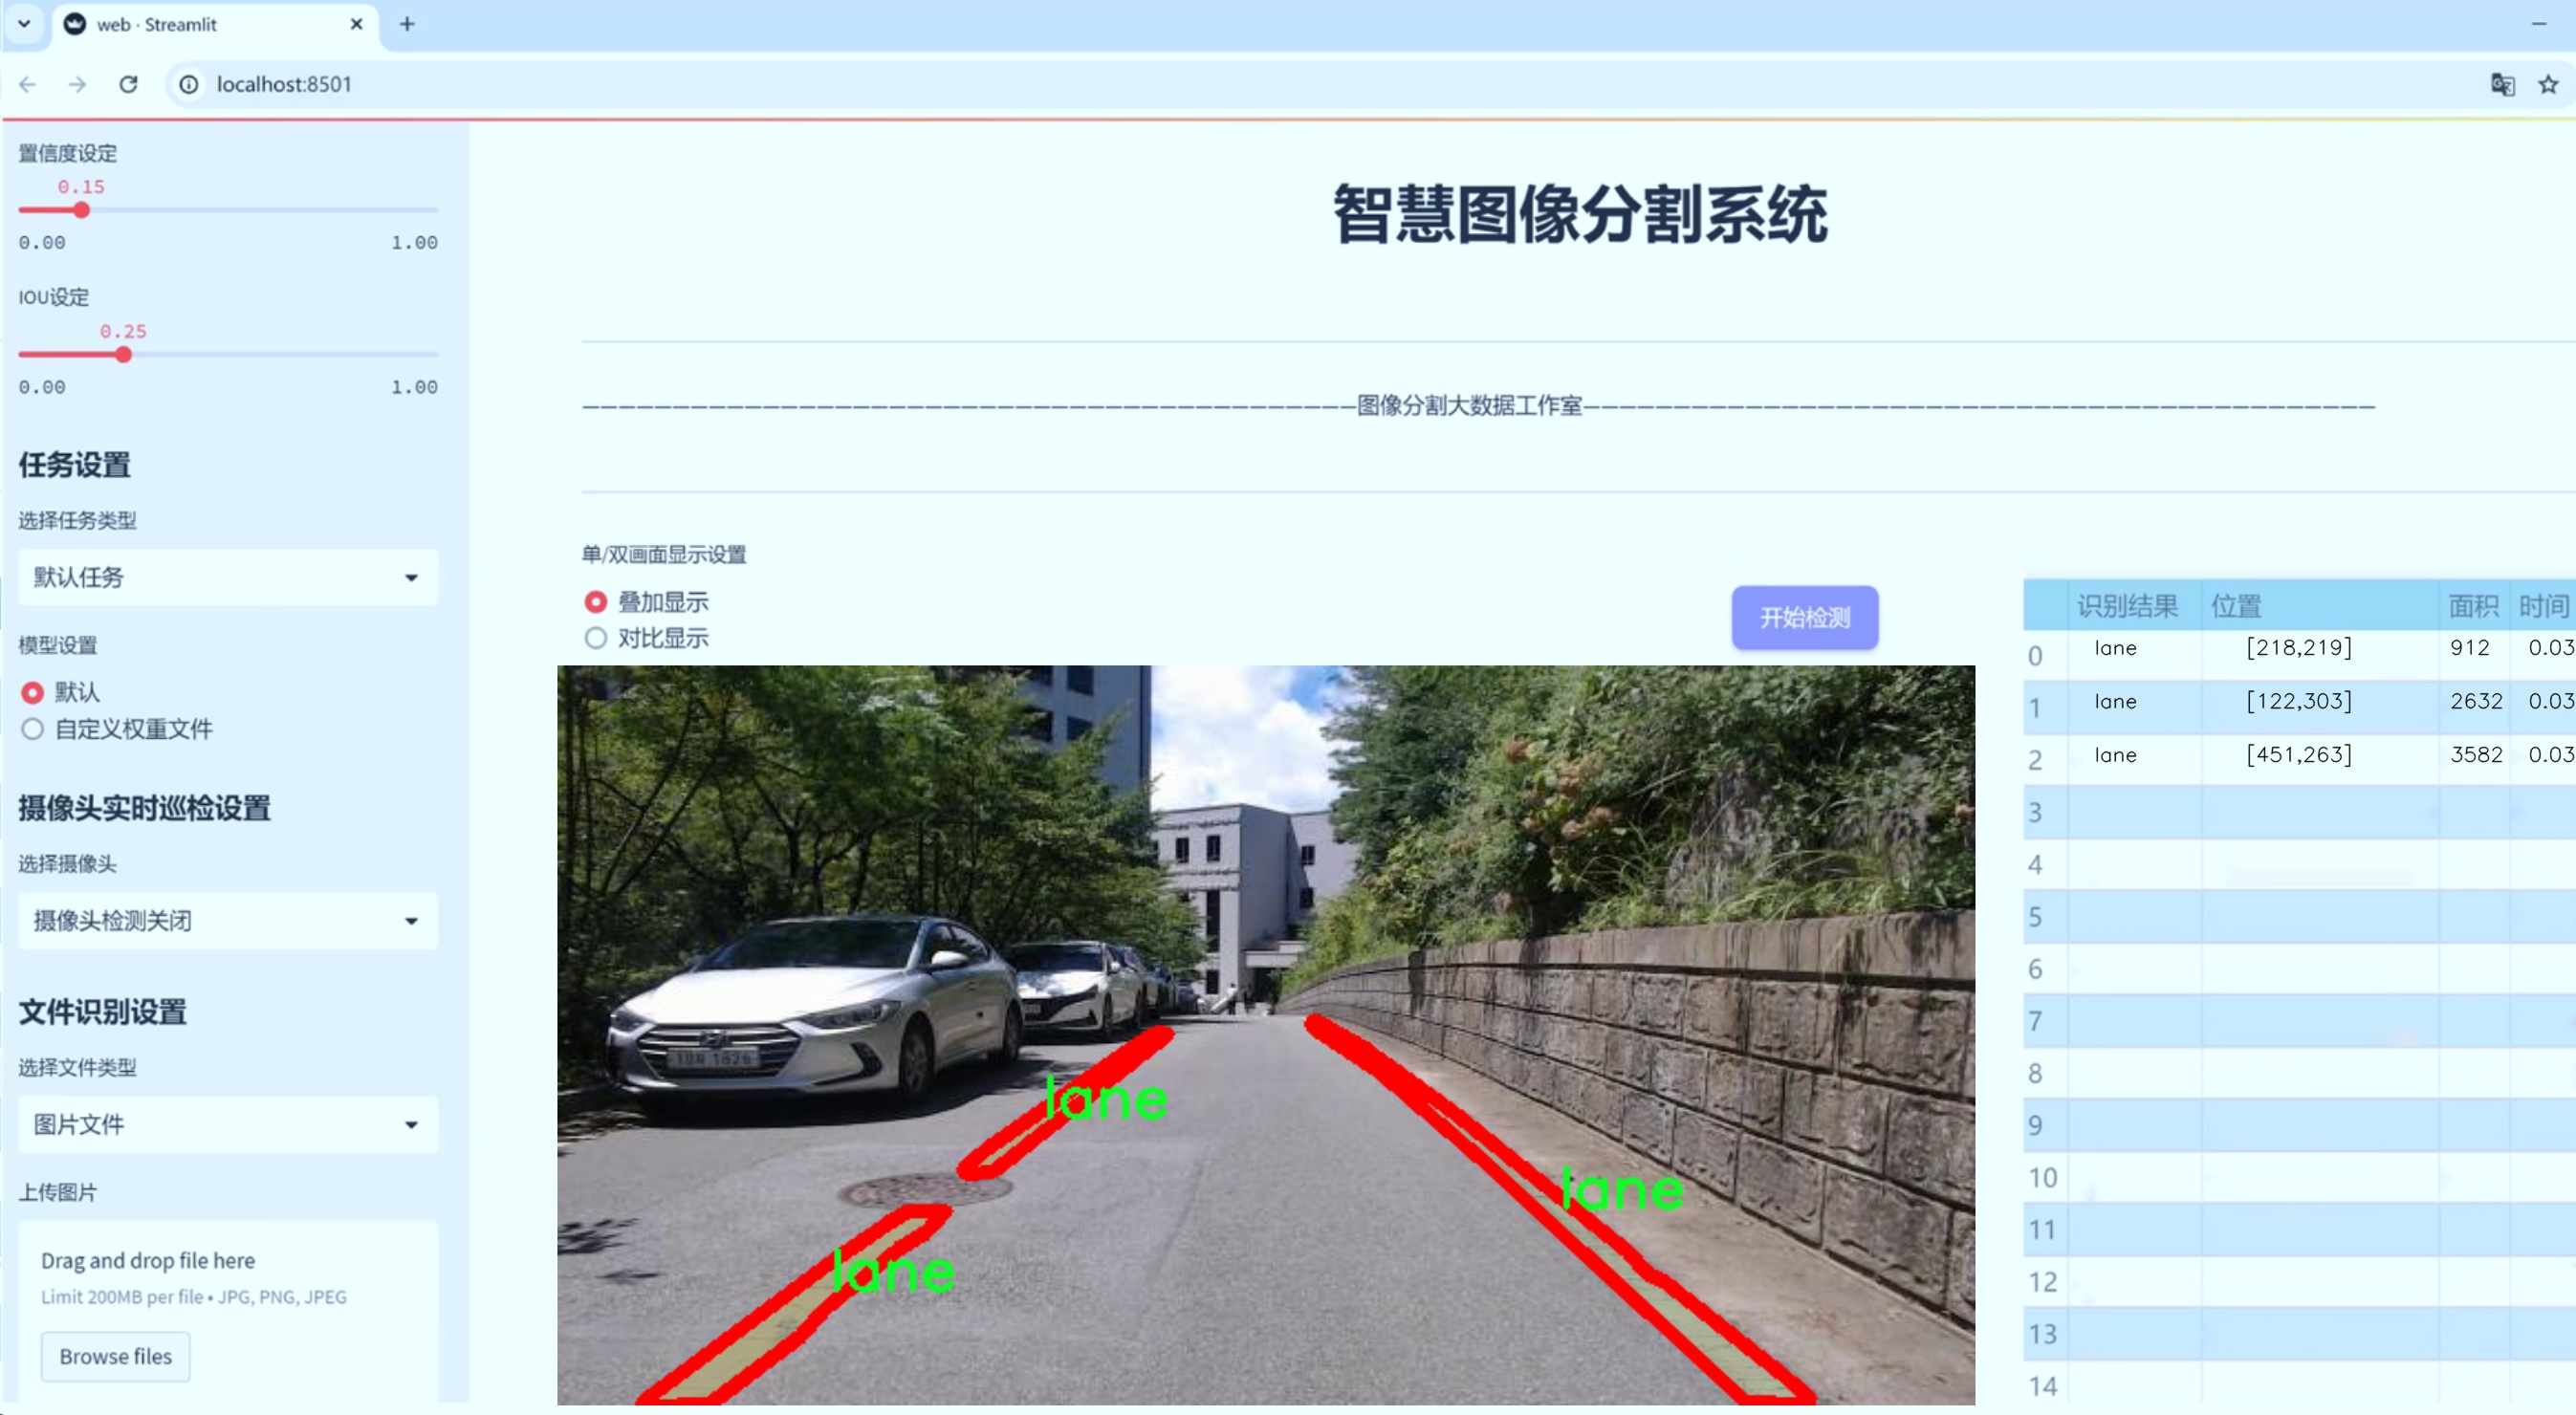 web · Streamlit
localhost:8501
置信度设定
0.15
0.00 1.00
IOU设定
0.25
0.00 1.00
任务设置
选择任务类型
默认任务
模型设置
默认
自定义权重文件
摄像头实时巡检设置
选择摄像头
摄像头检测关闭
文件识别设置
选择文件类型
图片文件
上传图片
Drag and drop file here
Limit 200MB per file • JPG, PNG, JPEG
Browse files
智慧图像分割系统
———————————————————————————————————————————图像分割大数据工作室————————————————————————————————————————————
单/双画面显示设置
叠加显示
对比显示
开始检测
lane
lane
lane
识别结果 位置 面积 时间
0 lane [218,219] 912 0.03
1 lane [122,303] 2632 0.03
2 lane [451,263] 3582 0.03
3
4
5
6
7
8
9
10
11
12
13
14